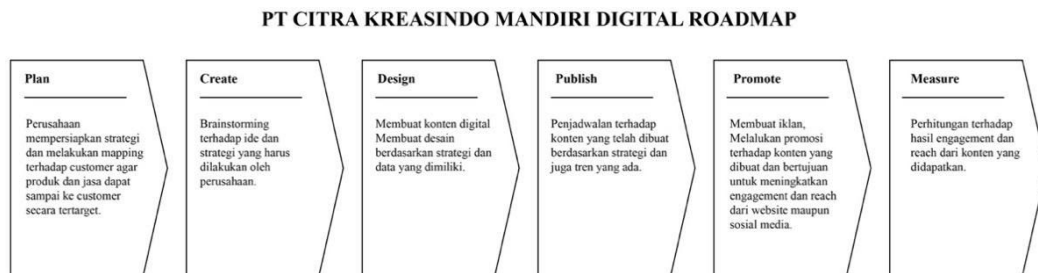 PT CITRA KREASINDO MANDIRI DIGITAL ROADMAP
Plan
Perusahaan
mempersiapkan strategi
dan melakukan mapping
terhadap customer agar
produk dan jasa dapat
sampai ke customer
secara tertarget.
Create
Brainstorming
terhadap ide dan
strategi yang harus
dilakukan oleh
perusahaan.
Design
Membuat konten digital
Membuat desain
berdasarkan strategi dan
data yang dimiliki.
Publish
Penjadwalan terhadap
konten yang telah dibuat
berdasarkan strategi dan
juga tren yang ada.
Promote
Membuat iklan,
Melalukan promosi
terhadap konten yang
dibuat dan bertujuan
untuk meningkatkan
engagement dan reach
dari website maupun
sosial media.
Measure
Perhitungan terhadap
hasil engagement dan
reach dari konten yang
didapatkan.